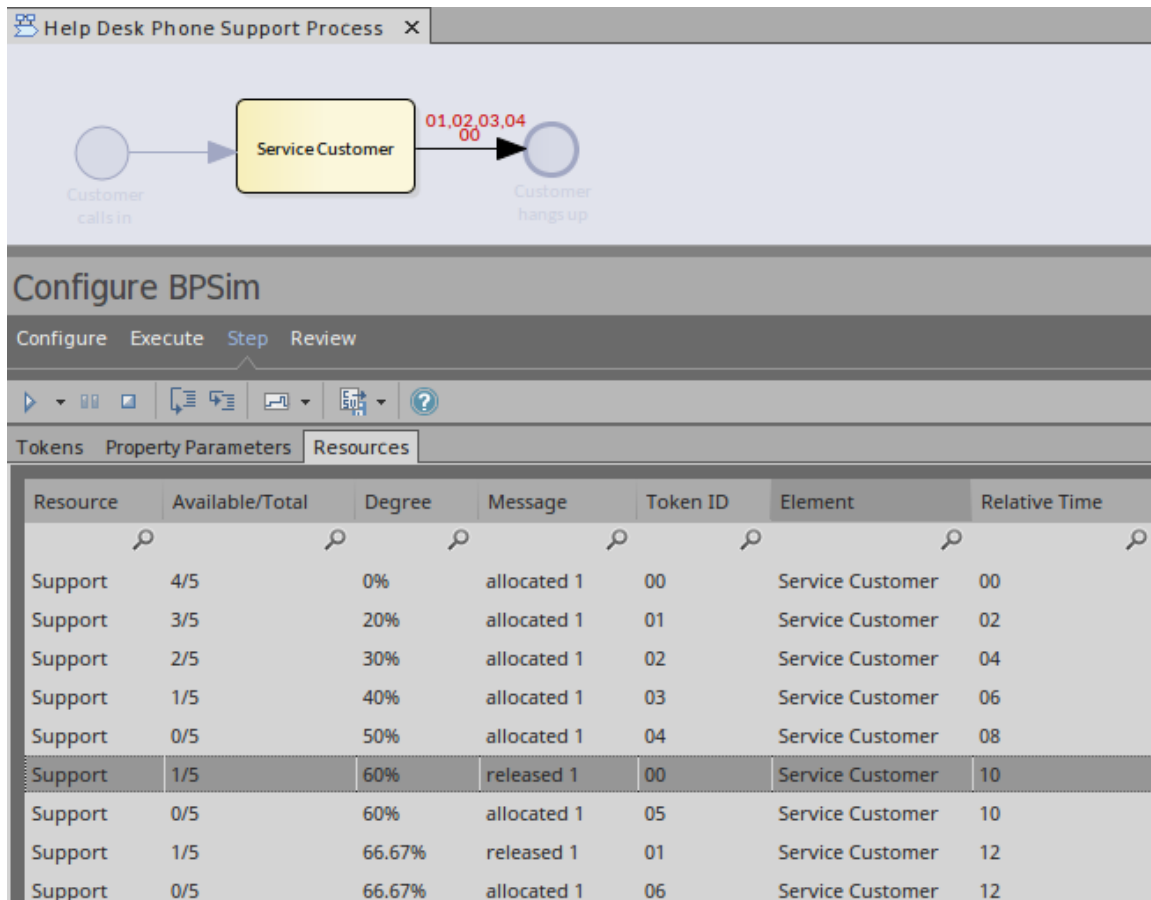 Help Desk Phone Support Process
01,02,03,04
00
Service Customer
Customer
calls in
Customer
hangs up
Configure BPSim
Configure Execute Step Review
Tokens Property Parameters Resources
Resource Available/Total Degree Message Token ID Element Relative Time
Support 4/5 0% allocated 1 00 Service Customer 00
Support 3/5 20% allocated 1 01 Service Customer 02
Support 2/5 30% allocated 1 02 Service Customer 04
Support 1/5 40% allocated 1 03 Service Customer 06
Support 0/5 50% allocated 1 04 Service Customer 08
Support 1/5 60% released 1 00 Service Customer 10
Support 0/5 60% allocated 1 05 Service Customer 10
Support 1/5 66.67% released 1 01 Service Customer 12
Support 0/5 66.67% allocated 1 06 Service Customer 12